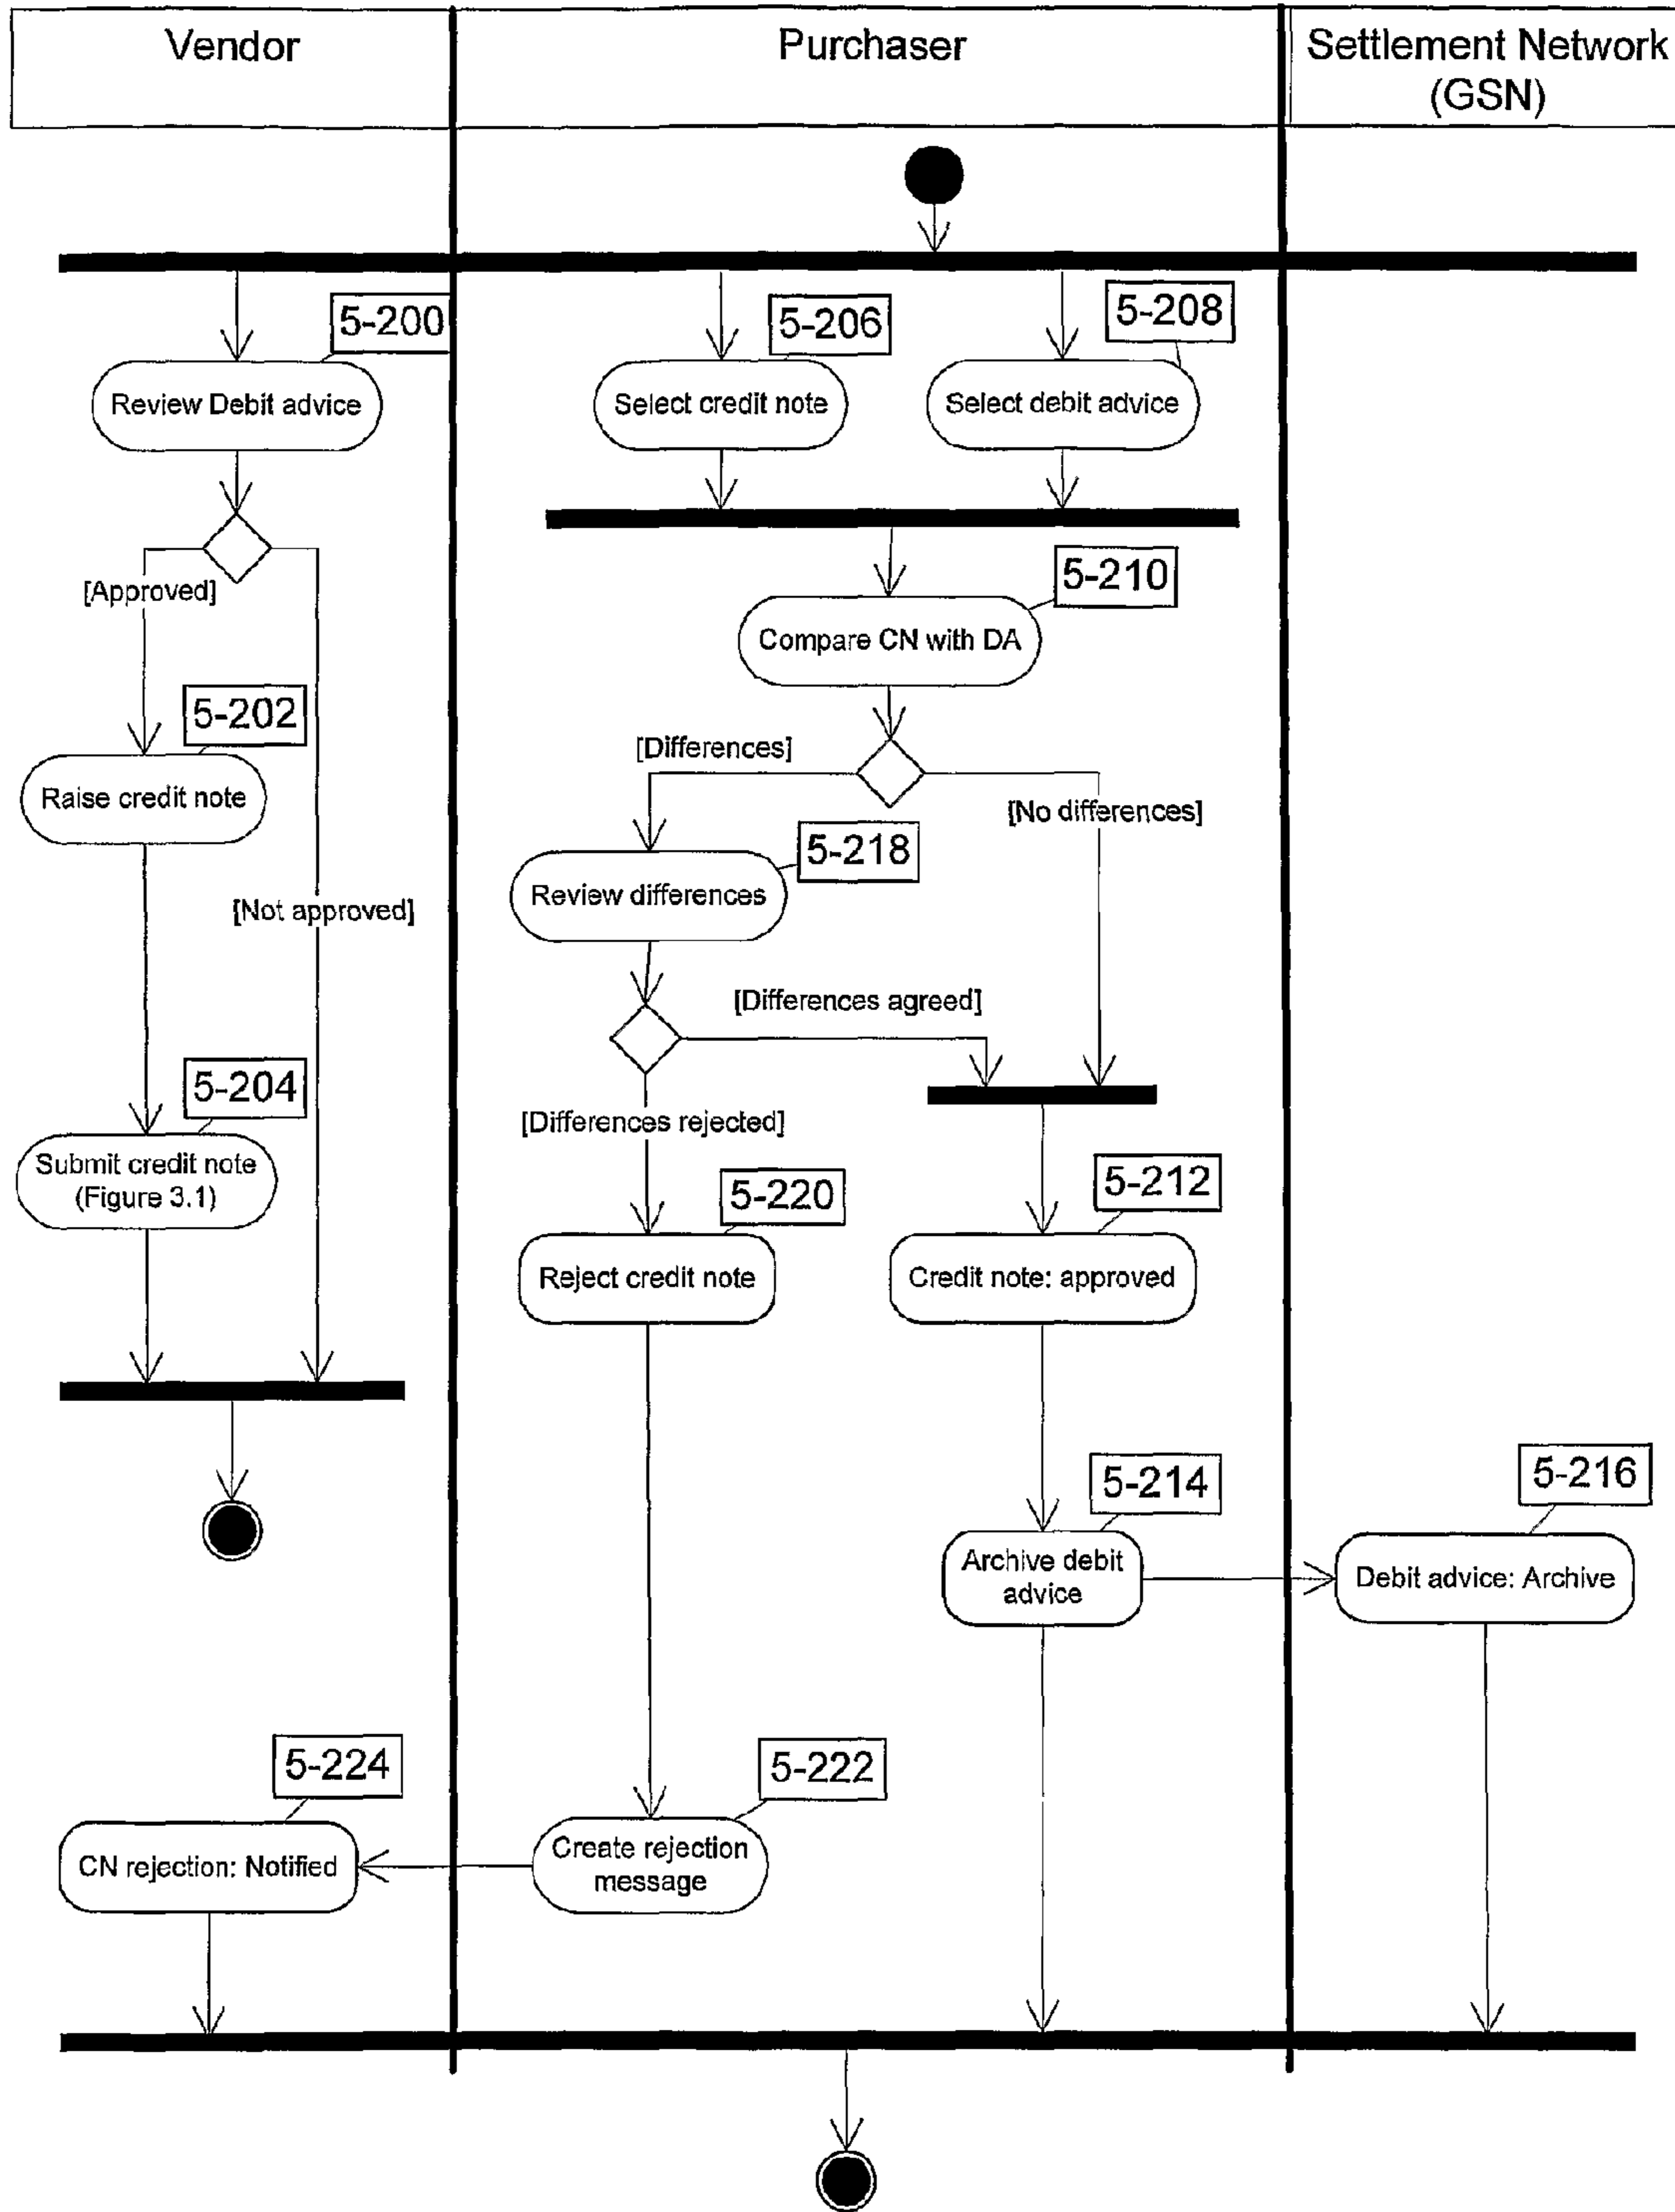 Vendor
Purchaser
Settlement Network
(GSN)
5-200
5-206
5-208
Review Debit advice
Select credit note
Select debit advice
[Approved]
5-210
Compare CN with DA
5-202
[Differences]
Raise credit note
[No differences]
5-218
Review differences
[Not approved]
[Differences agreed]
5-204
[Differences rejected]
Submit credit note
(Figure 3.1)
5-220
5-212
Reject credit note
Credit note: approved
5-214
5-216
Archive debit
advice
Debit advice: Archive
5-224
5-222
CN rejection: Notified
Create rejection
message